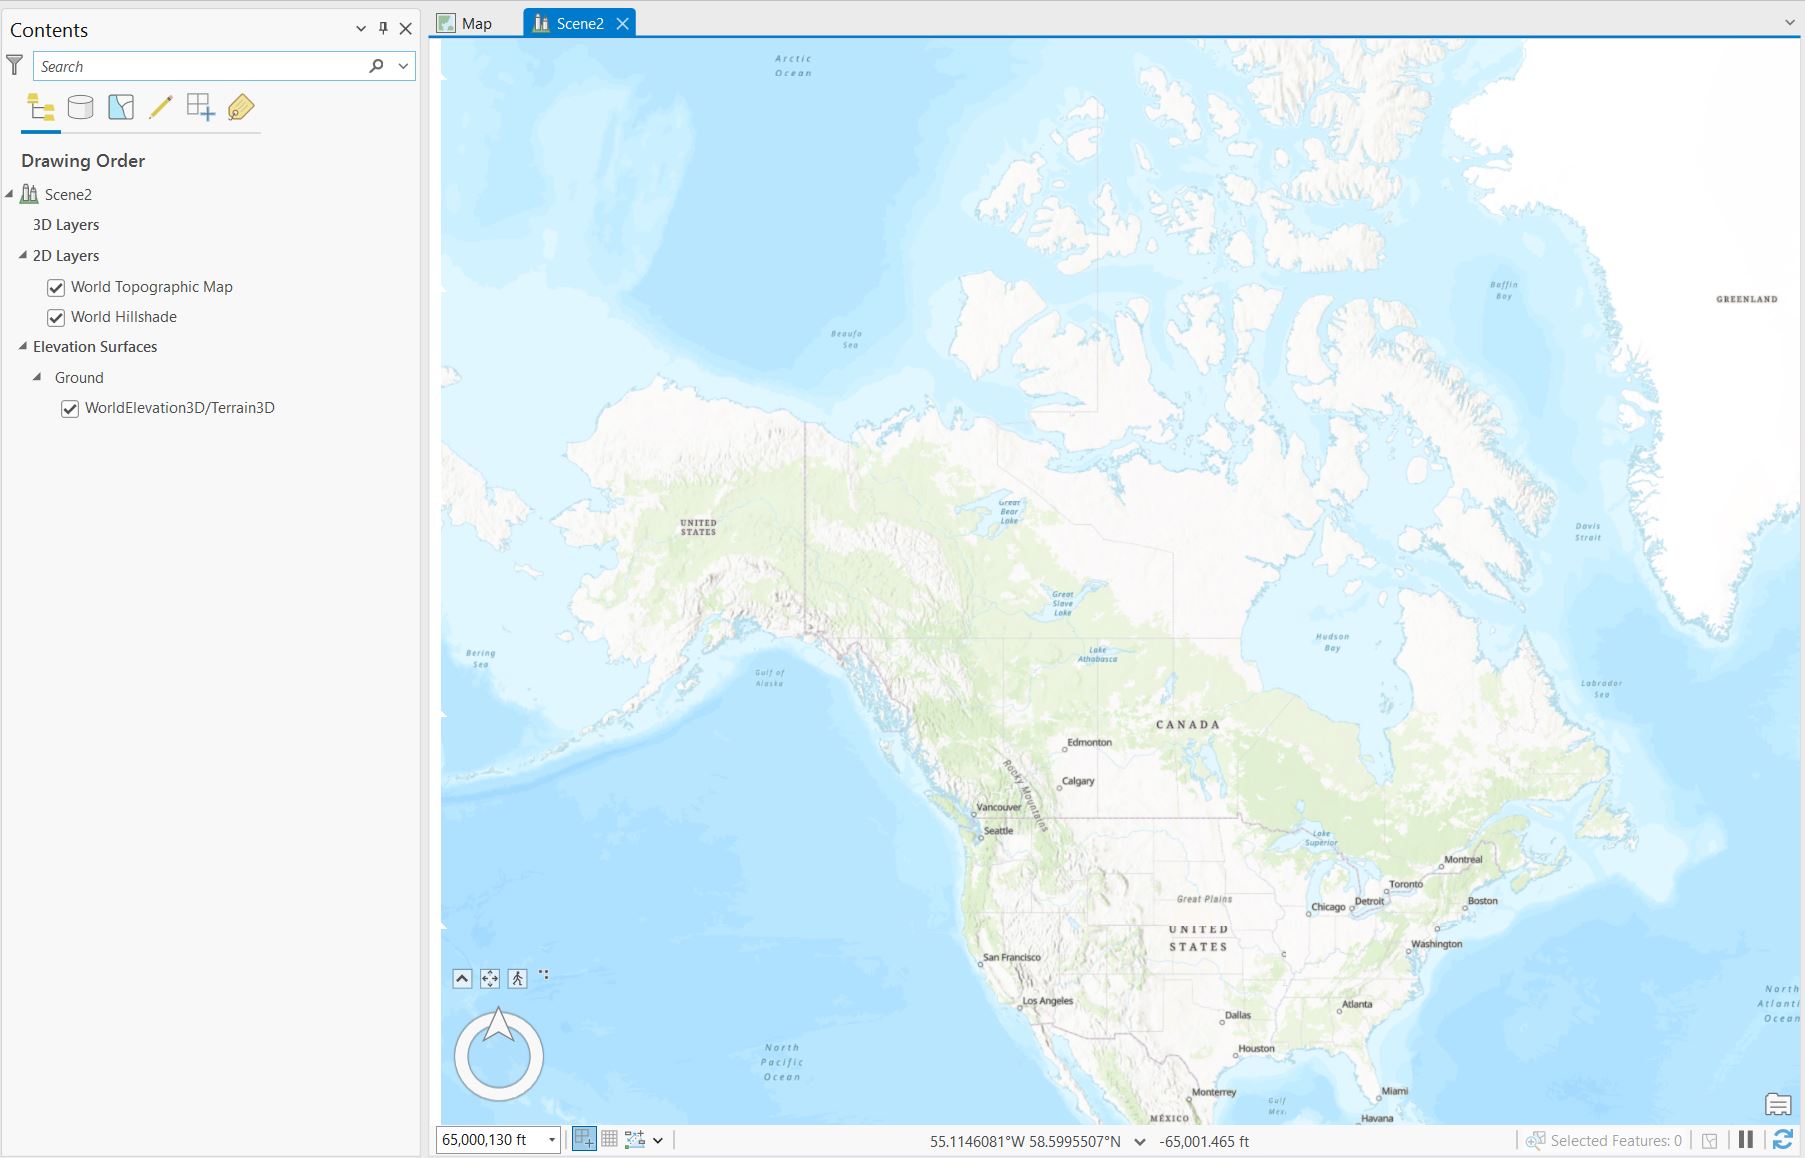 Contents
Search
Drawing Order
Scene2
3D Layers
2D Layers
World Topographic Map
World Hillshade
Elevation Surfaces
Ground
WorldElevation3D/Terrain3D
Map
Scene2
Arctic
Ocean
Beaufo
Sea
Baffin
Bay
GREENLAND
Great
Bear
Lake
UNITED
STATES
Davis
Strait
Great
Slave
Lake
Hudson
Bay
Bering
Sea
Lake
Athabasca
Gulf of
Alaska
Labrador
Sea
CANADA
Edmonton
Rocky Mountains
Calgary
Vancouver
Seattle
Lake
Superior
Montreal
Toronto
Great Plains
Chicago
Detroit
Boston
UNITED
STATES
Washington
San Francisco
Los Angeles
Atlanta
North
Atlanti
Ocean
Dallas
Houston
North
Pacific
Ocean
Monterrey
Miami
Gulf
Mex.
MÉXICO
Havana
65,000,130 ft
55.1146081°W 58.5995507°N
-65,001.465 ft
Selected Features: 0